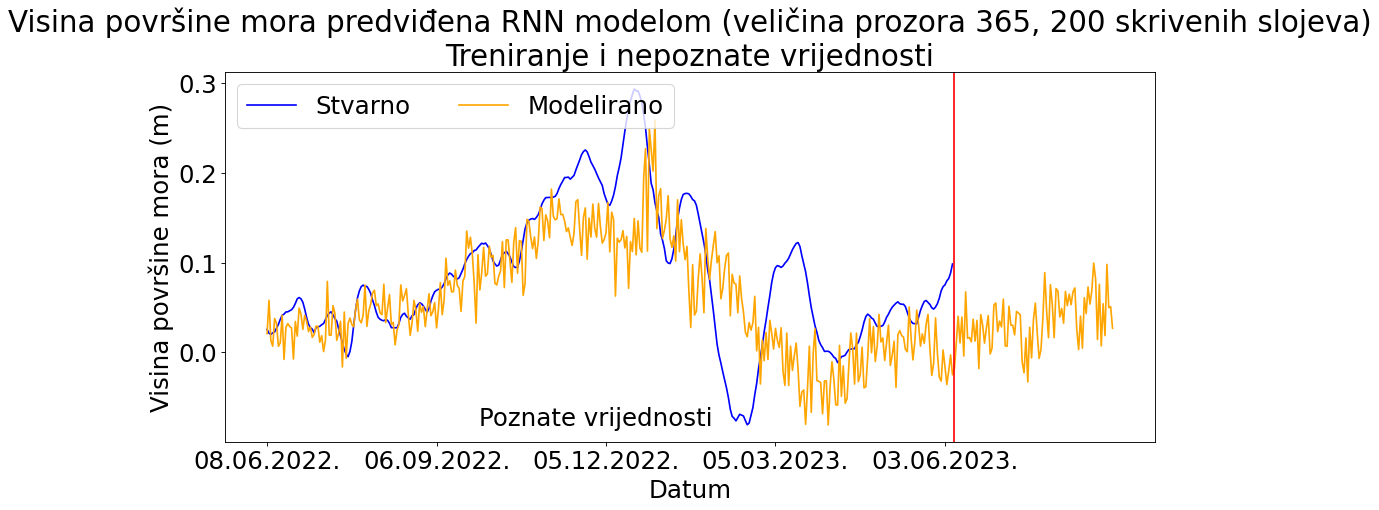 Visina površine mora predviđena RNN modelom (veličina prozora 365, 200 skrivenih slojeva)
Treniranje i nepoznate vrijednosti
Stvarno Modelirano
Visina površine mora (m)
0.3
0.2
0.1
0.0
Poznate vrijednosti
08.06.2022. 06.09.2022. 05.12.2022. 05.03.2023. 03.06.2023.
Datum